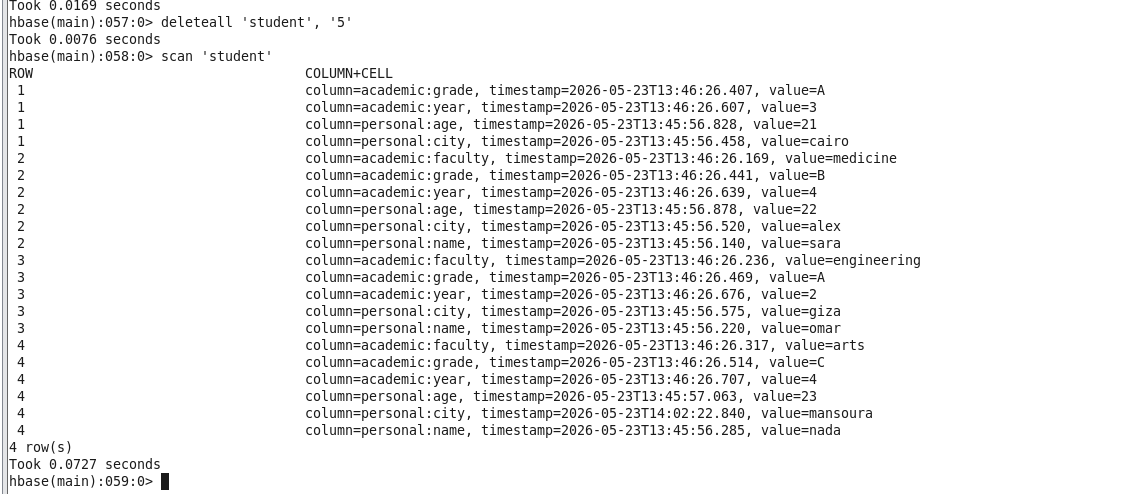 Took 0.0169 seconds
hbase(main):057:0> deleteall 'student', '5'
Took 0.0076 seconds
hbase(main):058:0> scan 'student'
ROW                                  COLUMN+CELL
 1                                   column=academic:grade, timestamp=2026-05-23T13:46:26.407, value=A
 1                                   column=academic:year, timestamp=2026-05-23T13:46:26.607, value=3
 1                                   column=personal:age, timestamp=2026-05-23T13:45:56.828, value=21
 1                                   column=personal:city, timestamp=2026-05-23T13:45:56.458, value=cairo
 2                                   column=academic:faculty, timestamp=2026-05-23T13:46:26.169, value=medicine
 2                                   column=academic:grade, timestamp=2026-05-23T13:46:26.441, value=B
 2                                   column=academic:year, timestamp=2026-05-23T13:46:26.639, value=4
 2                                   column=personal:age, timestamp=2026-05-23T13:45:56.878, value=22
 2                                   column=personal:city, timestamp=2026-05-23T13:45:56.520, value=alex
 2                                   column=personal:name, timestamp=2026-05-23T13:45:56.140, value=sara
 3                                   column=academic:faculty, timestamp=2026-05-23T13:46:26.236, value=engineering
 3                                   column=academic:grade, timestamp=2026-05-23T13:46:26.469, value=A
 3                                   column=academic:year, timestamp=2026-05-23T13:46:26.676, value=2
 3                                   column=personal:city, timestamp=2026-05-23T13:45:56.575, value=giza
 3                                   column=personal:name, timestamp=2026-05-23T13:45:56.220, value=omar
 4                                   column=academic:faculty, timestamp=2026-05-23T13:46:26.317, value=arts
 4                                   column=academic:grade, timestamp=2026-05-23T13:46:26.514, value=C
 4                                   column=academic:year, timestamp=2026-05-23T13:46:26.707, value=4
 4                                   column=personal:age, timestamp=2026-05-23T13:45:57.063, value=23
 4                                   column=personal:city, timestamp=2026-05-23T14:02:22.840, value=mansoura
 4                                   column=personal:name, timestamp=2026-05-23T13:45:56.285, value=nada
4 row(s)
Took 0.0727 seconds
hbase(main):059:0>